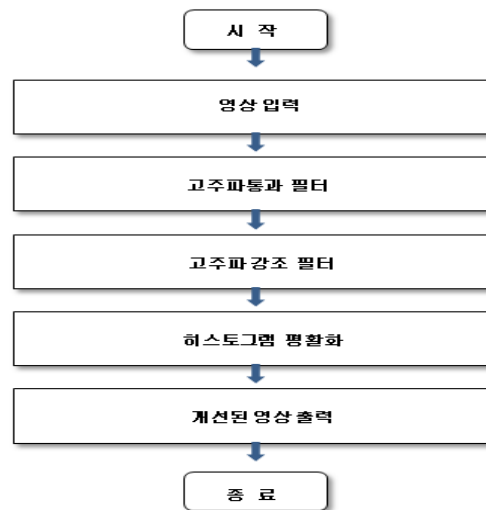 시 작
영상 입력
고주파통과 필터
고주파 강조 필터
히스토그램 평활화
개선된 영상 출력
종 료